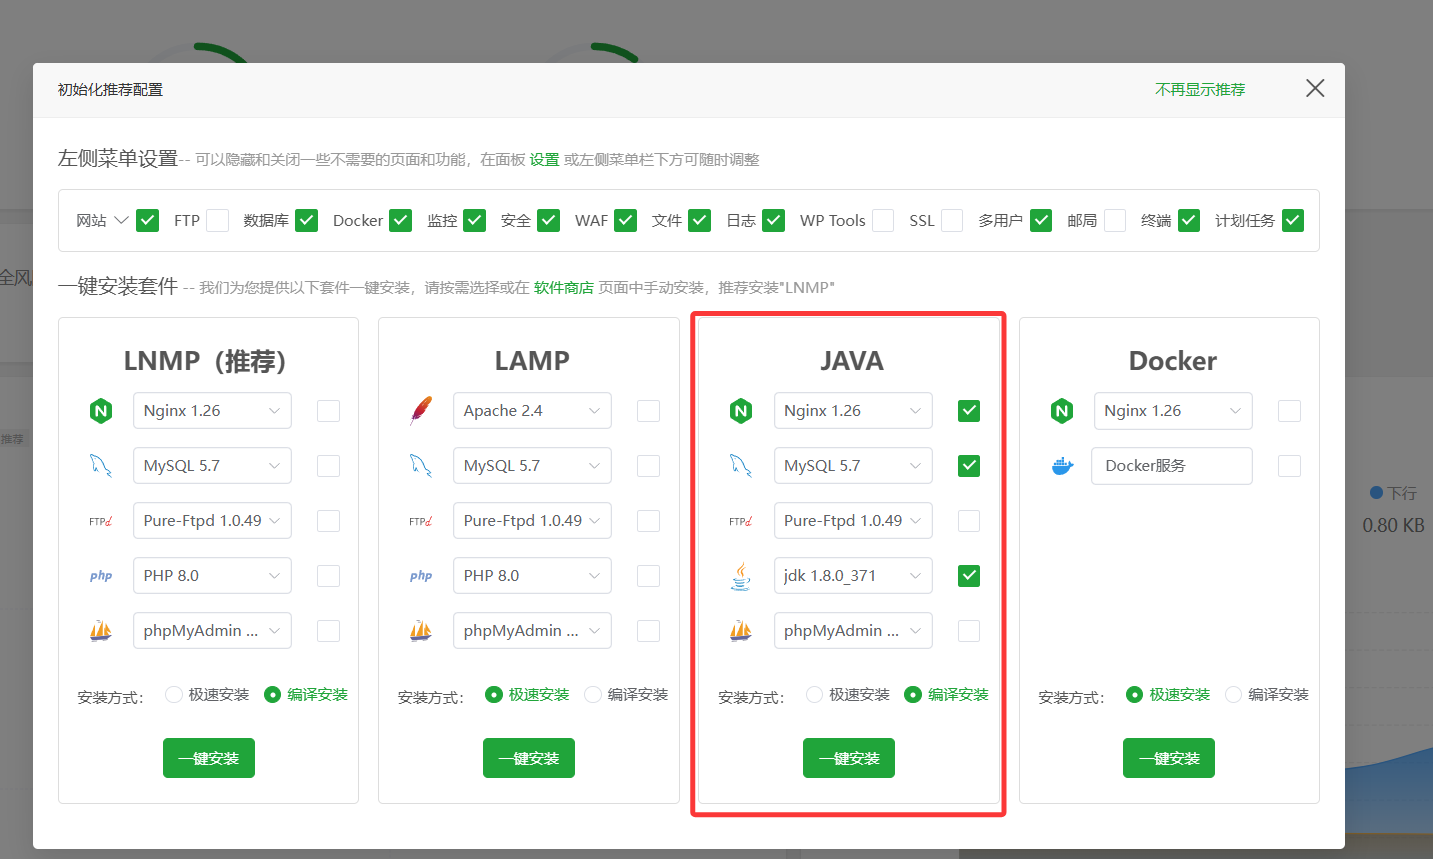 初始化推荐配置
不再显示推荐
左侧菜单设置-- 可以隐藏和关闭一些不需要的页面和功能，在面板 设置 或左侧菜单栏下方可随时调整
网站 FTP 数据库 Docker 监控 安全 WAF 文件 日志 WP Tools SSL 多用户 邮局 终端 计划任务
一键安装套件 -- 我们为您提供以下套件一键安装，请按需选择或在 软件商店 页面中手动安装，推荐安装"LNMP"
LNMP（推荐）
Nginx 1.26
MySQL 5.7
FTPd
Pure-Ftpd 1.0.49
php
PHP 8.0
phpMyAdmin ...
安装方式：
极速安装
编译安装
一键安装
LAMP
Apache 2.4
MySQL 5.7
FTPd
Pure-Ftpd 1.0.49
php
PHP 8.0
phpMyAdmin ...
安装方式：
极速安装
编译安装
一键安装
JAVA
Nginx 1.26
MySQL 5.7
FTPd
Pure-Ftpd 1.0.49
jdk 1.8.0_371
phpMyAdmin ...
安装方式：
极速安装
编译安装
一键安装
Docker
Nginx 1.26
Docker服务
安装方式：
极速安装
编译安装
一键安装
全风
推荐
下行
0.80 KB